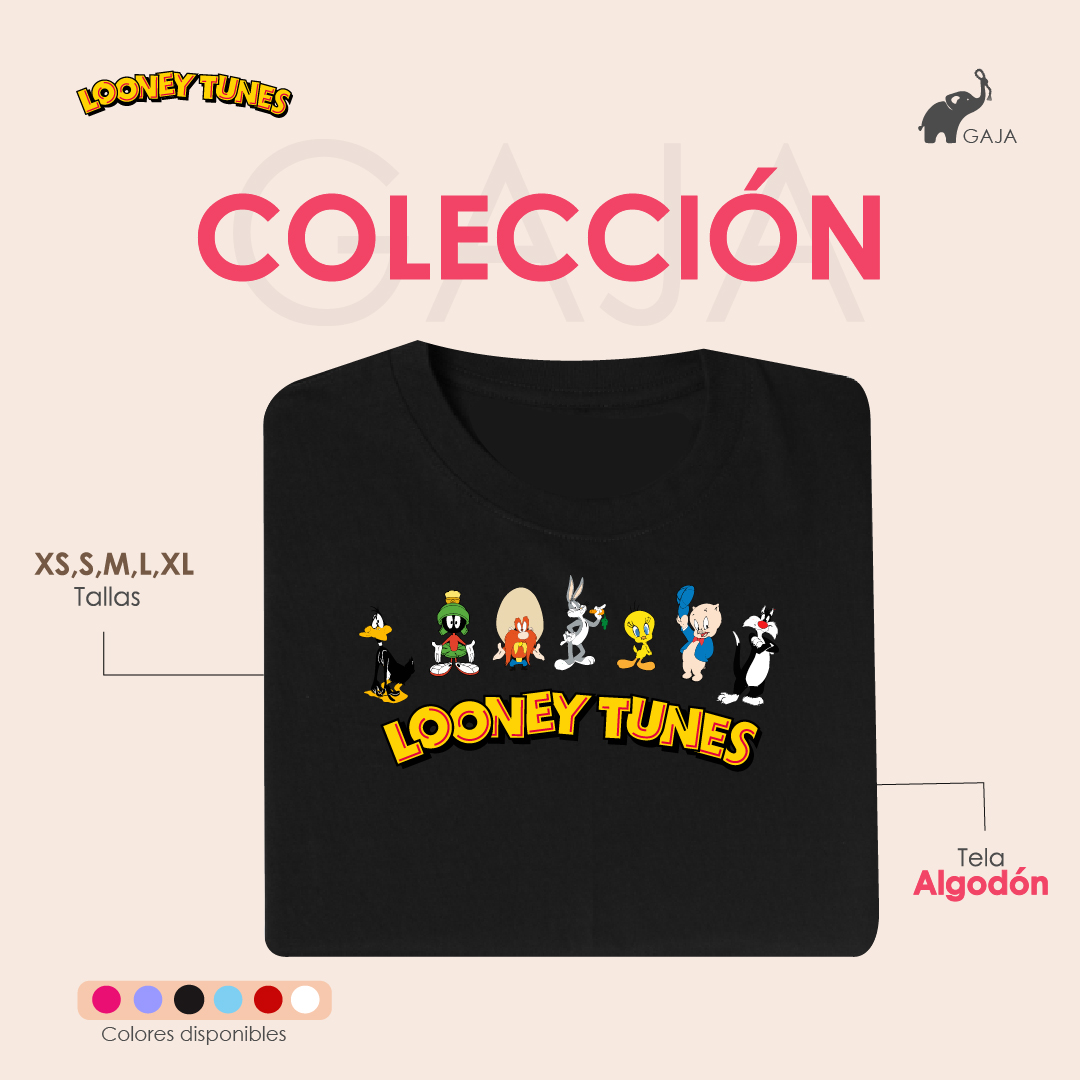 LOONEY TUNES
GAJA
GAJA
COLECCIÓN
XS,S,M,L,XL
Tallas
LOONEY TUNES
Tela
Algodón
Colores disponibles